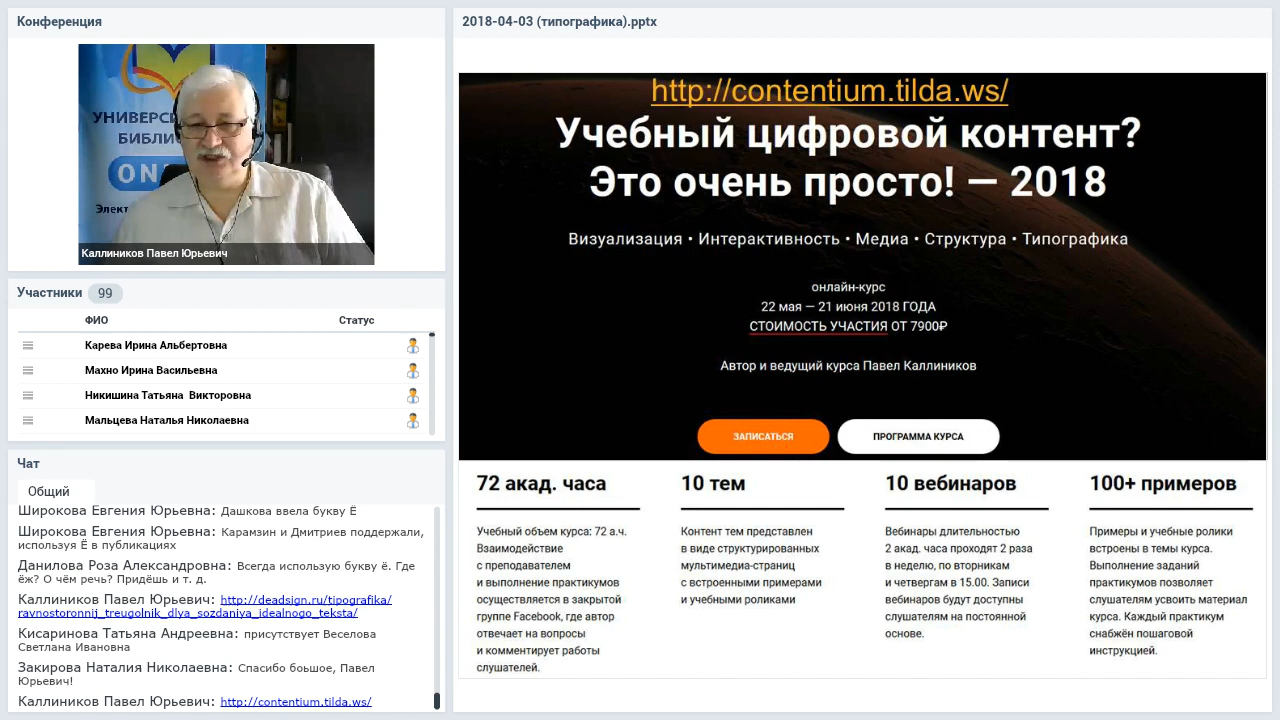 Конференция
УНИВЕРСИ
БИБЛИО
ON
Элект
Каллиников Павел Юрьевич
Участники 99
ФИО Статус
Карева Ирина Альбертовна
Махно Ирина Васильевна
Никишина Татьяна Викторовна
Мальцева Наталья Николаевна
Чат
Общий
Широкова Евгения Юрьевна: Дашкова ввела букву Ё
Широкова Евгения Юрьевна: Карамзин и Дмитриев поддержали,
используя Ё в публикациях
Данилова Роза Александровна: Всегда использую букву ё. Где
ёж? О чём речь? Придёшь и т. д.
Каллиников Павел Юрьевич: http://deadsign.ru/tipografika/
ravnostoronnij_treugolnik_dlya_sozdaniya_idealnogo_teksta/
Кисаринова Татьяна Андреевна: присутствует Веселова
Светлана Ивановна
Закирова Наталия Николаевна: Спасибо боьшое, Павел
Юрьевич!
Каллиников Павел Юрьевич: http://contentium.tilda.ws/
2018-04-03 (типографика).pptx
http://contentium.tilda.ws/
Учебный цифровой контент?
Это очень просто! — 2018
Визуализация • Интерактивность • Медиа • Структура • Типографика
онлайн-курс
22 мая — 21 июня 2018 ГОДА
СТОИМОСТЬ УЧАСТИЯ ОТ 7900₽
Автор и ведущий курса Павел Каллиников
ЗАПИСАТЬСЯ
ПРОГРАММА КУРСА
72 акад. часа
Учебный объем курса: 72 а.ч.
Взаимодействие
с преподавателем
и выполнение практикумов
осуществляется в закрытой
группе Facebook, где автор
отвечает на вопросы
и комментирует работы
слушателей.
10 тем
Контент тем представлен
в виде структурированных
мультимедиа-страниц
с встроенными примерами
и учебными роликами
10 вебинаров
Вебинары длительностью
2 акад. часа проходят 2 раза
в неделю, по вторникам
и четвергам в 15.00. Записи
вебинаров будут доступны
слушателям на постоянной
основе.
100+ примеров
Примеры и учебные ролики
встроены в темы курса.
Выполнение заданий
практикумов позволяет
слушателям усвоить материал
курса. Каждый практикум
снабжён пошаговой
инструкцией.